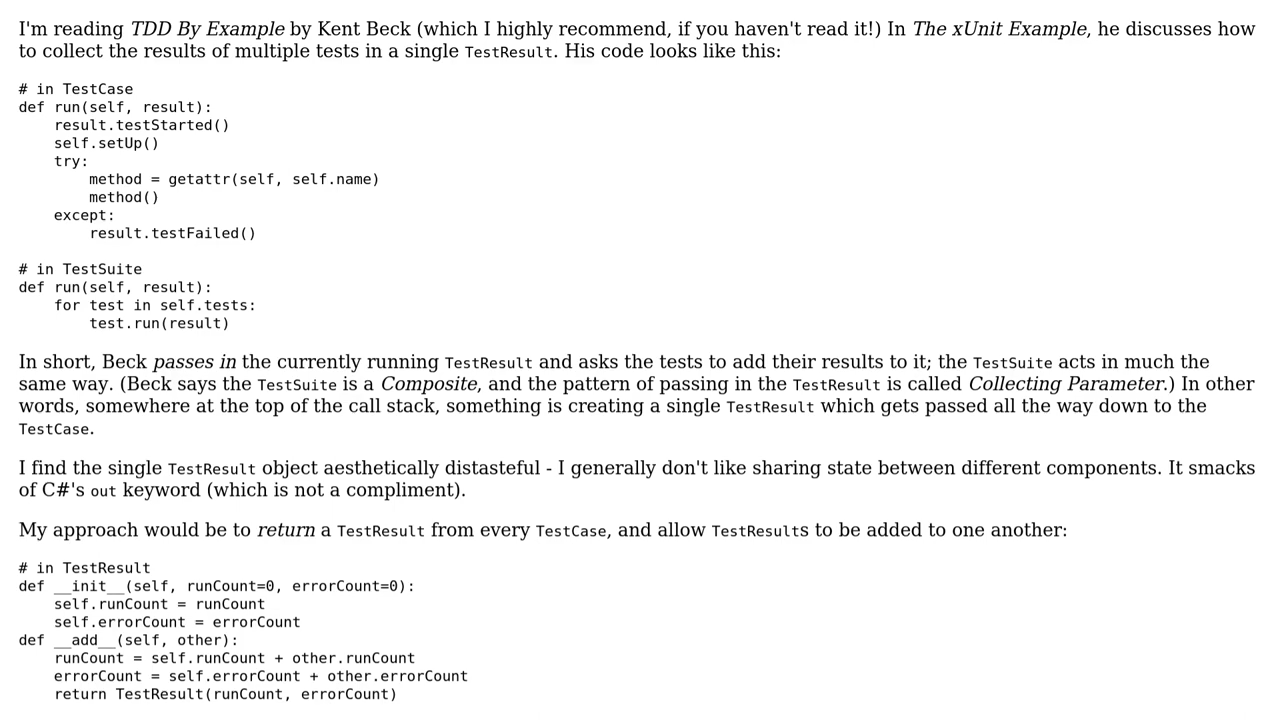 I'm reading TDD By Example by Kent Beck (which I highly recommend, if you haven't read it!) In The xUnit Example, he discusses how
to collect the results of multiple tests in a single TestResult. His code looks like this:
# in TestCase
def run(self, result):
    result.testStarted()
    self.setUp()
    try:
        method = getattr(self, self.name)
        method()
    except:
        result.testFailed()
# in TestSuite
def run(self, result):
    for test in self.tests:
        test.run(result)
In short, Beck passes in the currently running TestResult and asks the tests to add their results to it; the TestSuite acts in much the
same way. (Beck says the TestSuite is a Composite, and the pattern of passing in the TestResult is called Collecting Parameter.) In other
words, somewhere at the top of the call stack, something is creating a single TestResult which gets passed all the way down to the
TestCase.
I find the single TestResult object aesthetically distasteful - I generally don't like sharing state between different components. It smacks
of C#'s out keyword (which is not a compliment).
My approach would be to return a TestResult from every TestCase, and allow TestResults to be added to one another:
# in TestResult
def __init__(self, runCount=0, errorCount=0):
    self.runCount = runCount
    self.errorCount = errorCount
def __add__(self, other):
    runCount = self.runCount + other.runCount
    errorCount = self.errorCount + other.errorCount
    return TestResult(runCount, errorCount)